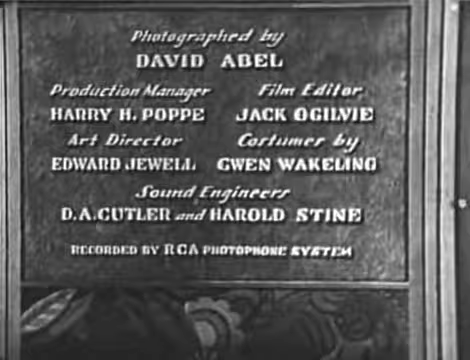 Photographed by
DAVID ABEL
Production Manager Film Editor
HARRY H. POPPE JACK OGILVIE
Art Director Costumes by
EDWARD JEWELL GWEN WAKELING
Sound Engineers
D.A.CUTLER and HAROLD STINE
RECORDED BY RCA PHOTOPHONE SYSTEM